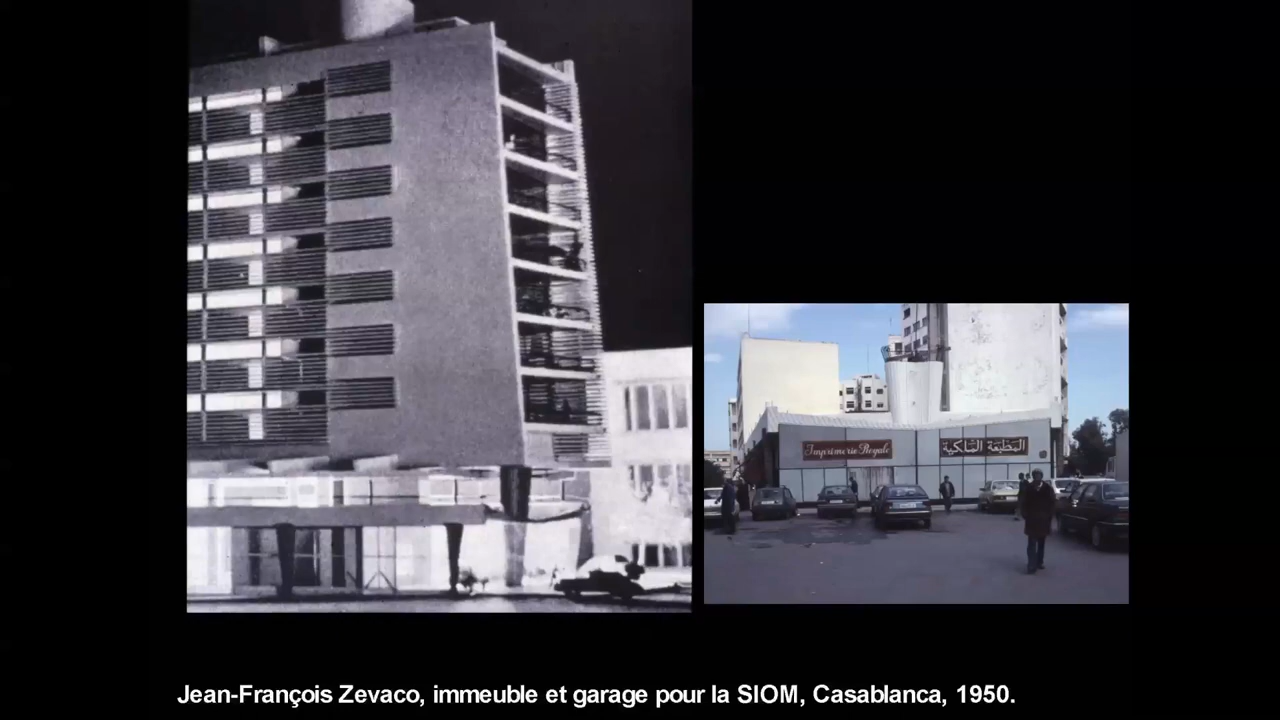 Imprimerie Royale
المطبعة الملكية
Jean-François Zevaco, immeuble et garage pour la SIOM, Casablanca, 1950.